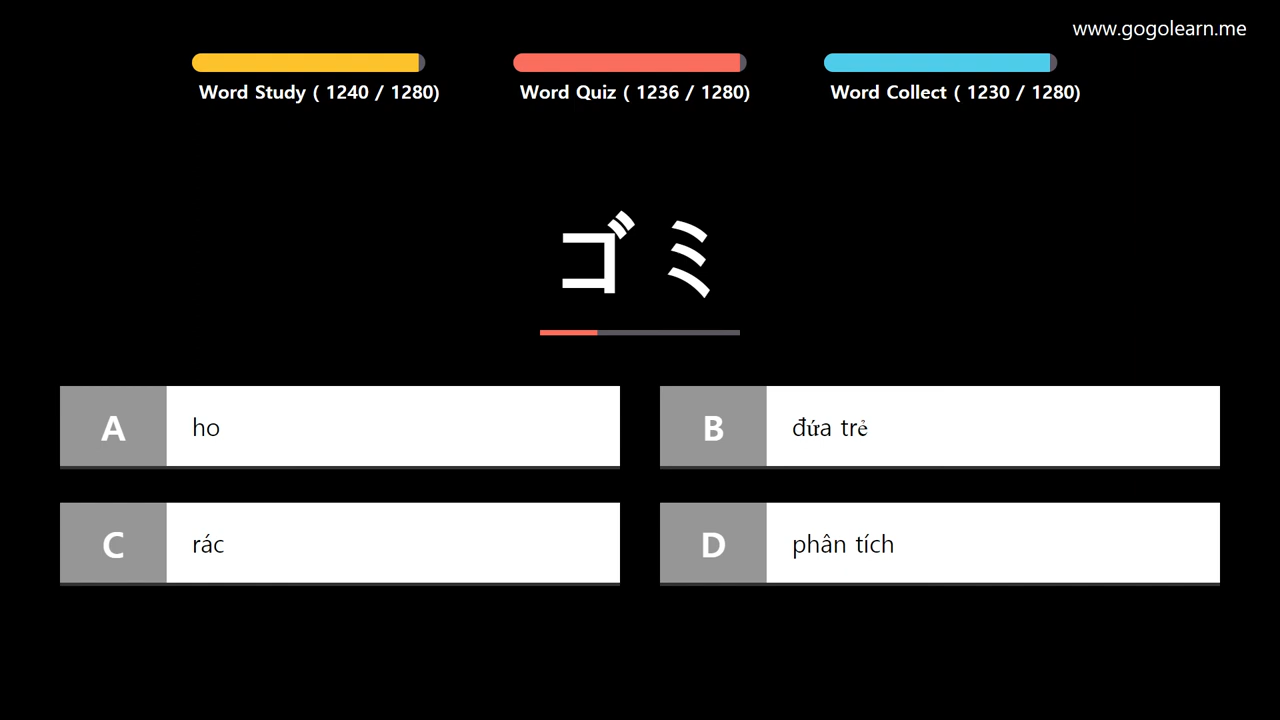 www.gogolearn.me
Word Study ( 1240 / 1280)
Word Quiz ( 1236 / 1280)
Word Collect ( 1230 / 1280)
ゴミ
A ho
B đứa trẻ
C rác
D phân tích